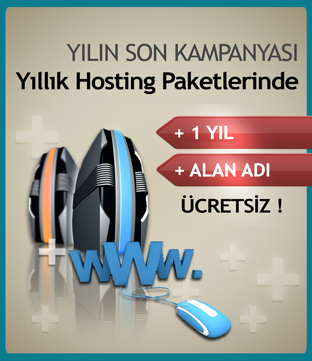 YILIN SON KAMPANYASI
Yıllık Hosting Paketlerinde
+ 1 YIL
+ ALAN ADI
ÜCRETSİZ !
www.